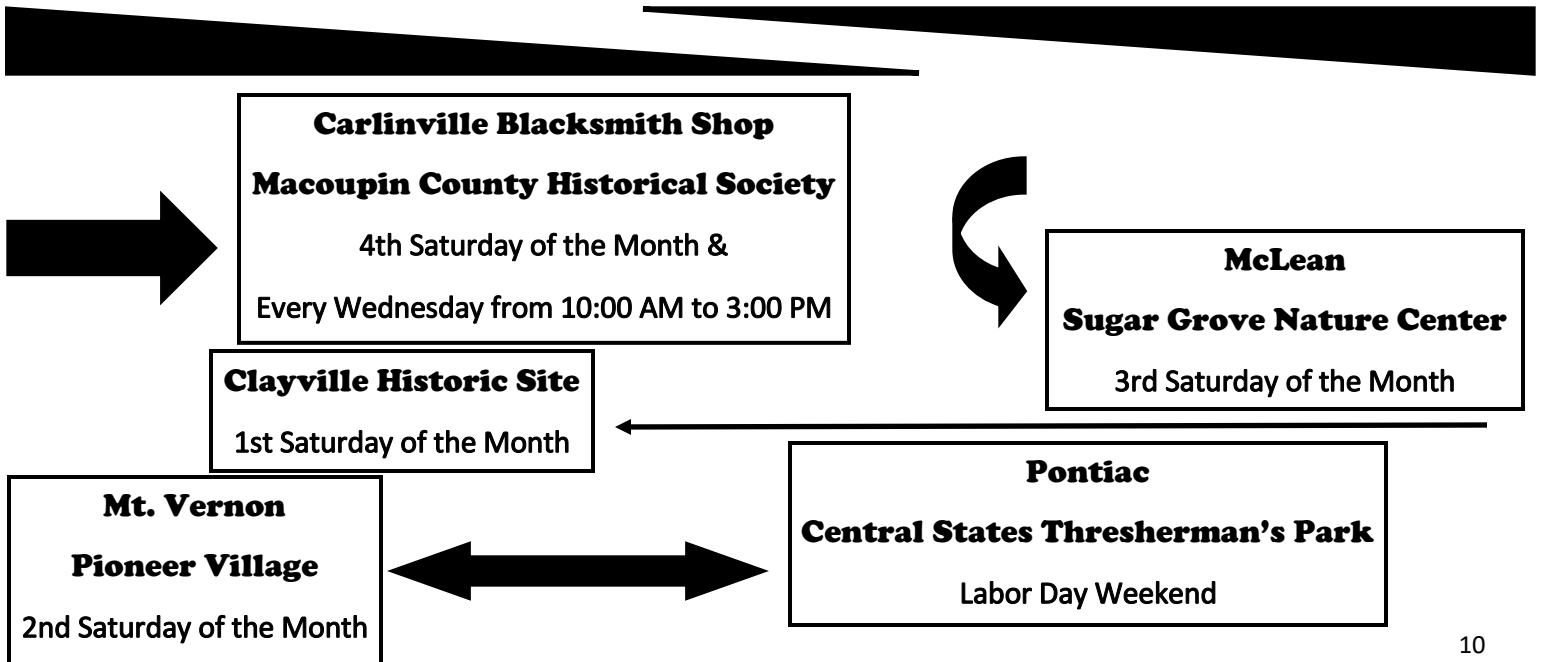 Carlinville Blacksmith Shop
Macoupin County Historical Society
4th Saturday of the Month &
Every Wednesday from 10:00 AM to 3:00 PM
McLean
Sugar Grove Nature Center
3rd Saturday of the Month
Clayville Historic Site
1st Saturday of the Month
Mt. Vernon
Pioneer Village
2nd Saturday of the Month
Pontiac
Central States Thresherman’s Park
Labor Day Weekend
10